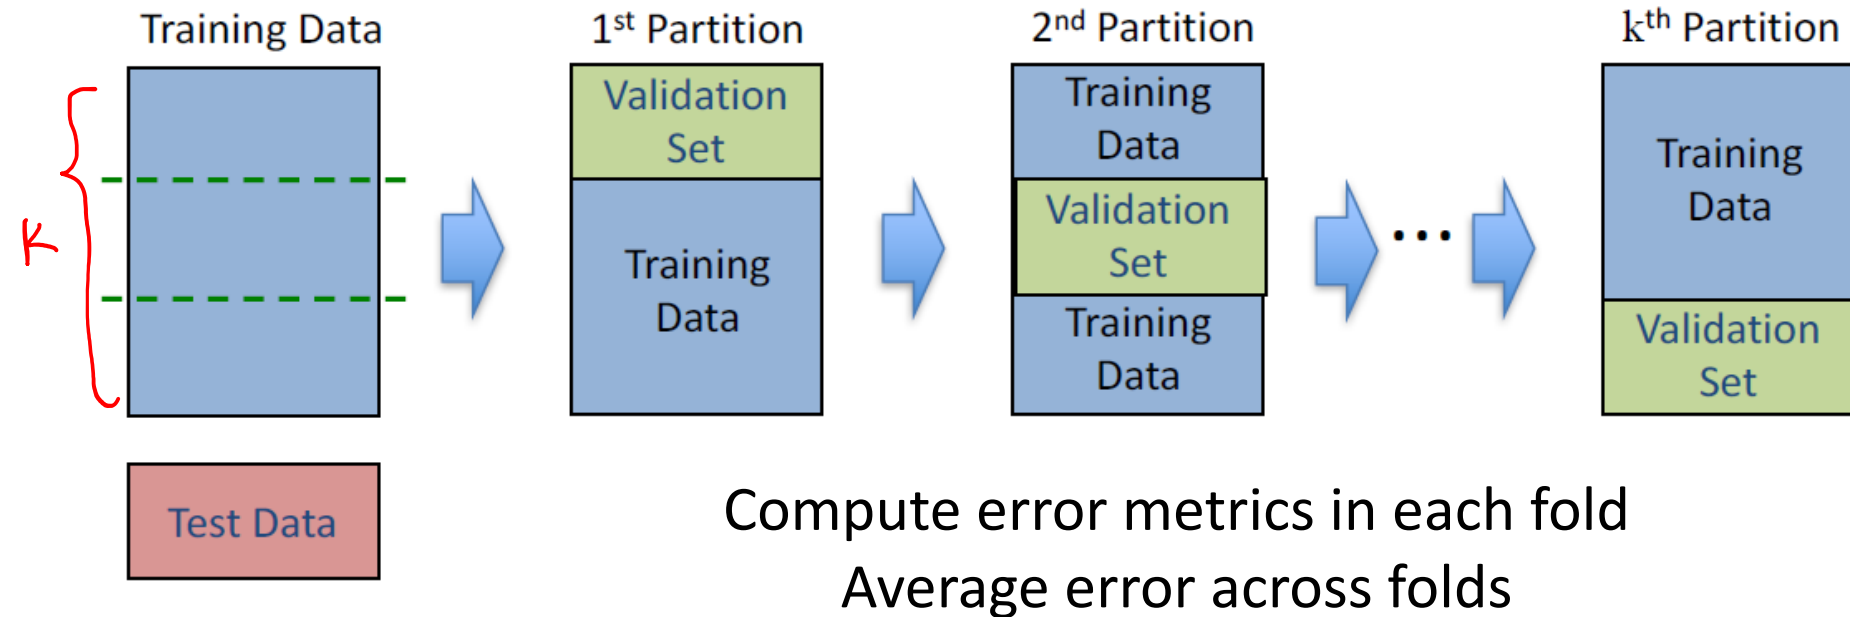 Training Data
K
Test Data
1st Partition
Validation
Set
Training
Data
2nd Partition
Training
Data
Validation
Set
Training
Data
...
kth Partition
Training
Data
Validation
Set
Compute error metrics in each fold
Average error across folds